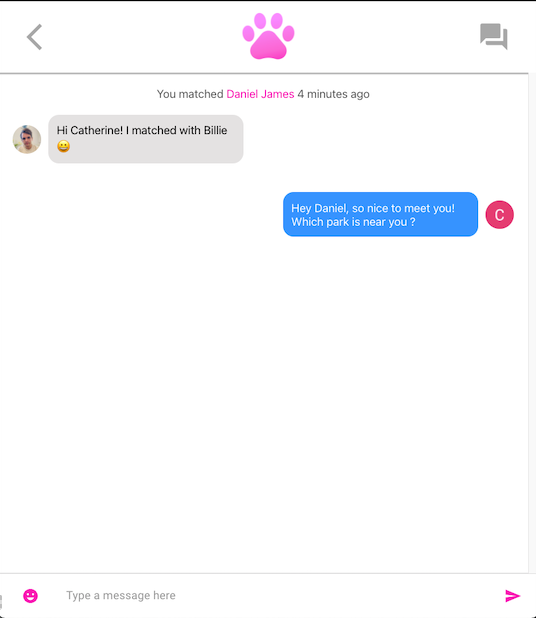 You matched Daniel James 4 minutes ago
Hi Catherine! I matched with Billie
😀
Hey Daniel, so nice to meet you!
Which park is near you ?
C
Type a message here